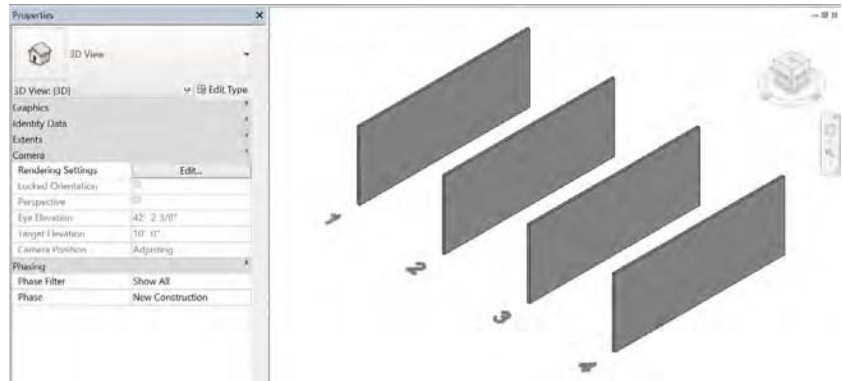 Properties
3D View
3D View: {3D}
Edit Type
Graphics
Identity Data
Extents
Camera
Rendering Settings Edit...
Locked Orientation
Perspective
Eye Elevation 42' 2 3/8"
Target Elevation 10' 0"
Camera Position Adjusting
Phasing
Phase Filter Show All
Phase New Construction
1
2
3
4